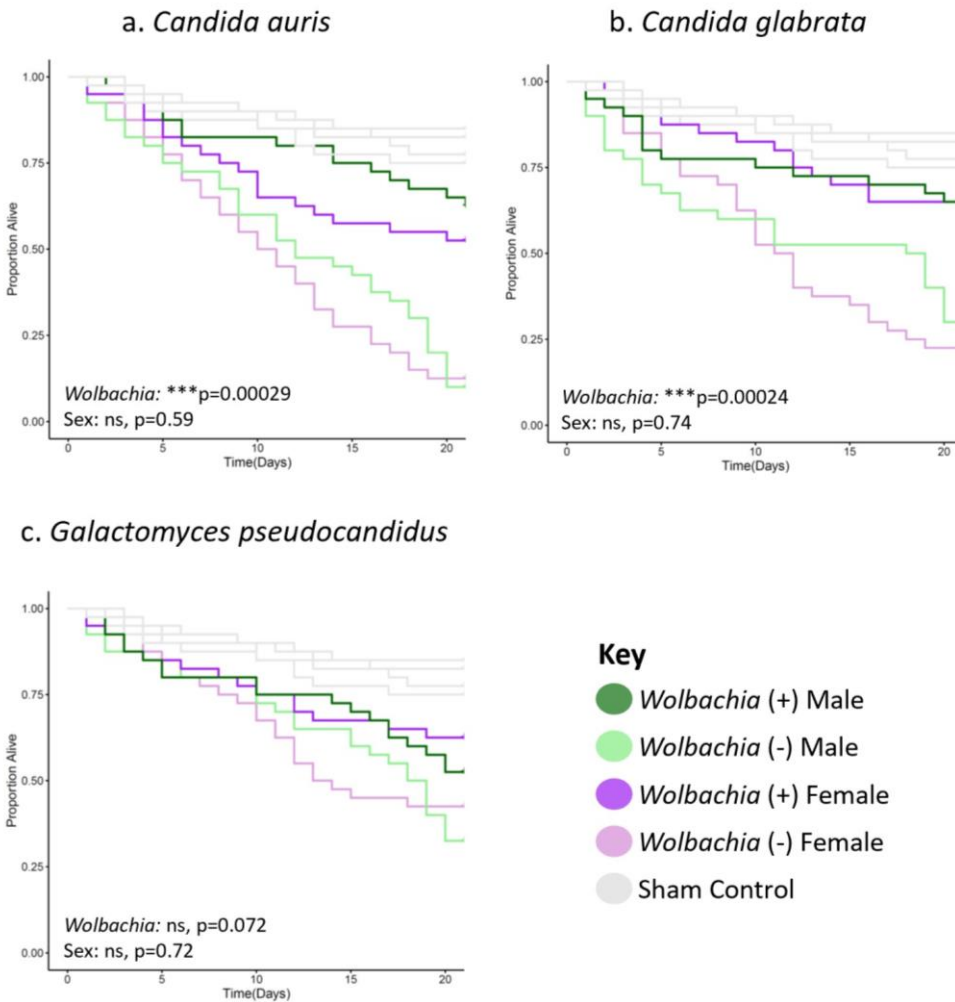 a. Candida auris
Proportion Alive
1.00
0.75
0.50
0.25
0.00
Wolbachia: ***p=0.00029
Sex: ns, p=0.59
0 5 10 15 20
Time(Days)
b. Candida glabrata
Proportion Alive
1.00
0.75
0.50
0.25
0.00
Wolbachia: ***p=0.00024
Sex: ns, p=0.74
0 5 10 15 20
Time(Days)
c. Galactomyces pseudocandidus
Proportion Alive
1.00
0.75
0.50
0.25
0.00
Wolbachia: ns, p=0.072
Sex: ns, p=0.72
0 5 10 15 20
Time(Days)
Key
Wolbachia (+) Male
Wolbachia (-) Male
Wolbachia (+) Female
Wolbachia (-) Female
Sham Control